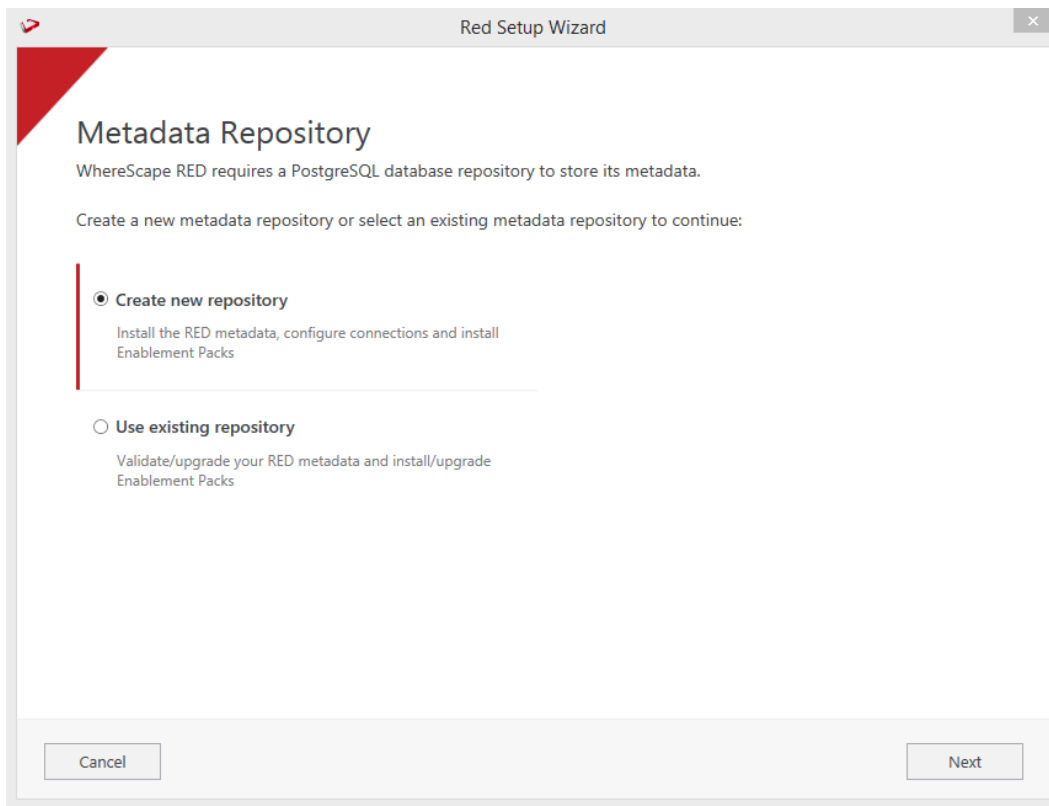 Red Setup Wizard
Metadata Repository
WhereScape RED requires a PostgreSQL database repository to store its metadata.
Create a new metadata repository or select an existing metadata repository to continue:
Create new repository
Install the RED metadata, configure connections and install
Enablement Packs
Use existing repository
Validate/upgrade your RED metadata and install/upgrade
Enablement Packs
Cancel
Next